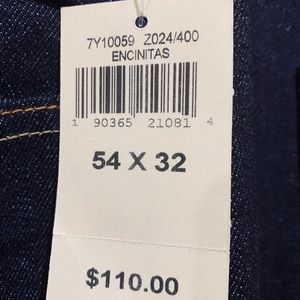 7Y10059 Z024/400
ENCINITAS
1 90365 21081 4
54 X 32
$110.00